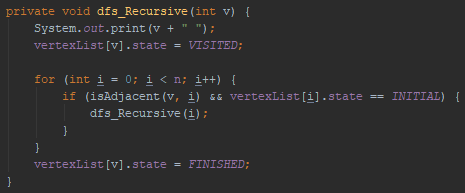 private void dfs_Recursive(int v) {
    System.out.print(v + " ");
    vertexList[v].state = VISITED;

    for (int i = 0; i < n; i++) {
        if (isAdjacent(v, i) && vertexList[i].state == INITIAL) {
            dfs_Recursive(i);
        }
    }
    vertexList[v].state = FINISHED;
}